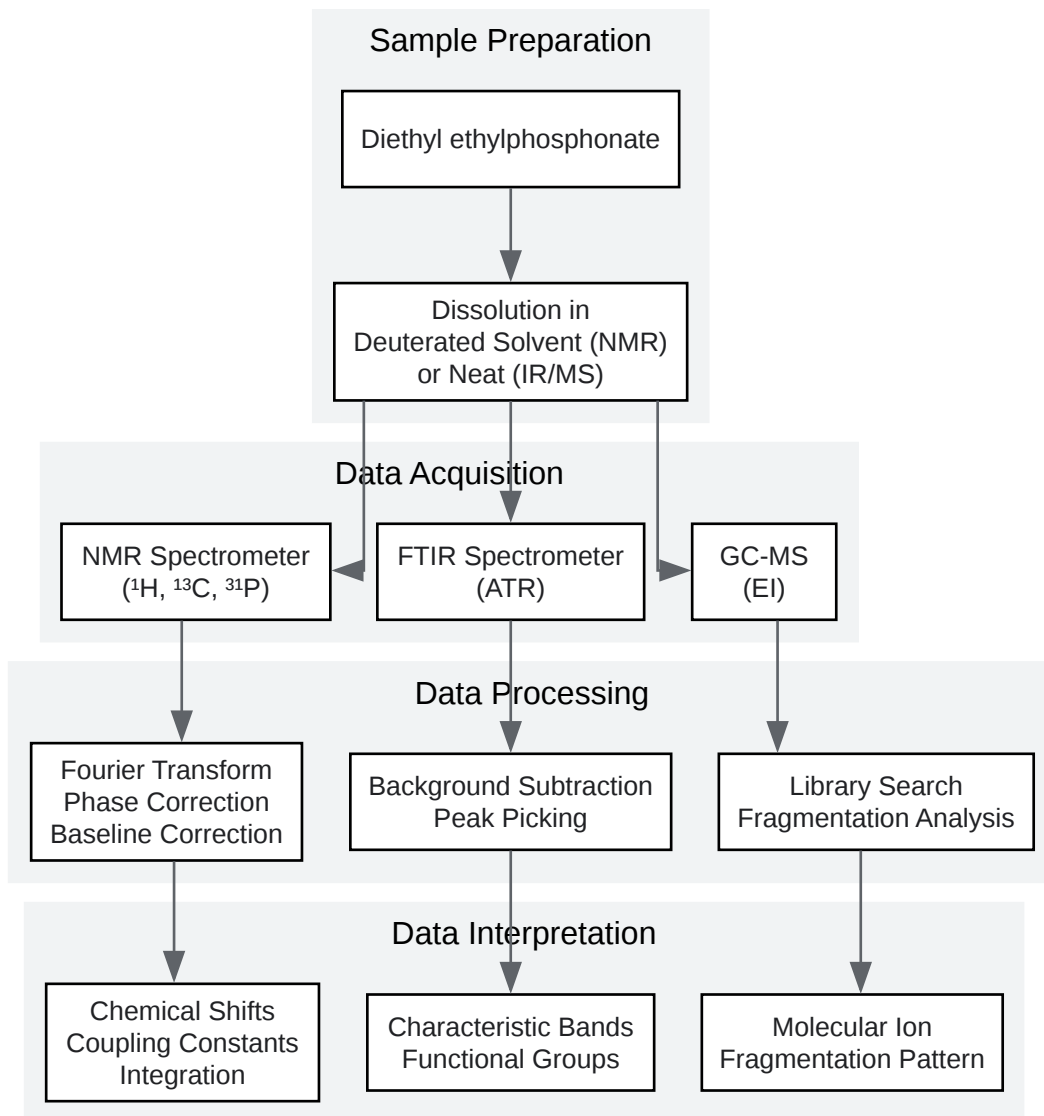 Sample Preparation
Diethyl ethylphosphonate
Dissolution in
Deuterated Solvent (NMR)
or Neat (IR/MS)
Data Acquisition
NMR Spectrometer
(¹H, ¹³C, ³¹P)
FTIR Spectrometer
(ATR)
GC-MS
(EI)
Data Processing
Fourier Transform
Phase Correction
Baseline Correction
Background Subtraction
Peak Picking
Library Search
Fragmentation Analysis
Data Interpretation
Chemical Shifts
Coupling Constants
Integration
Characteristic Bands
Functional Groups
Molecular Ion
Fragmentation Pattern